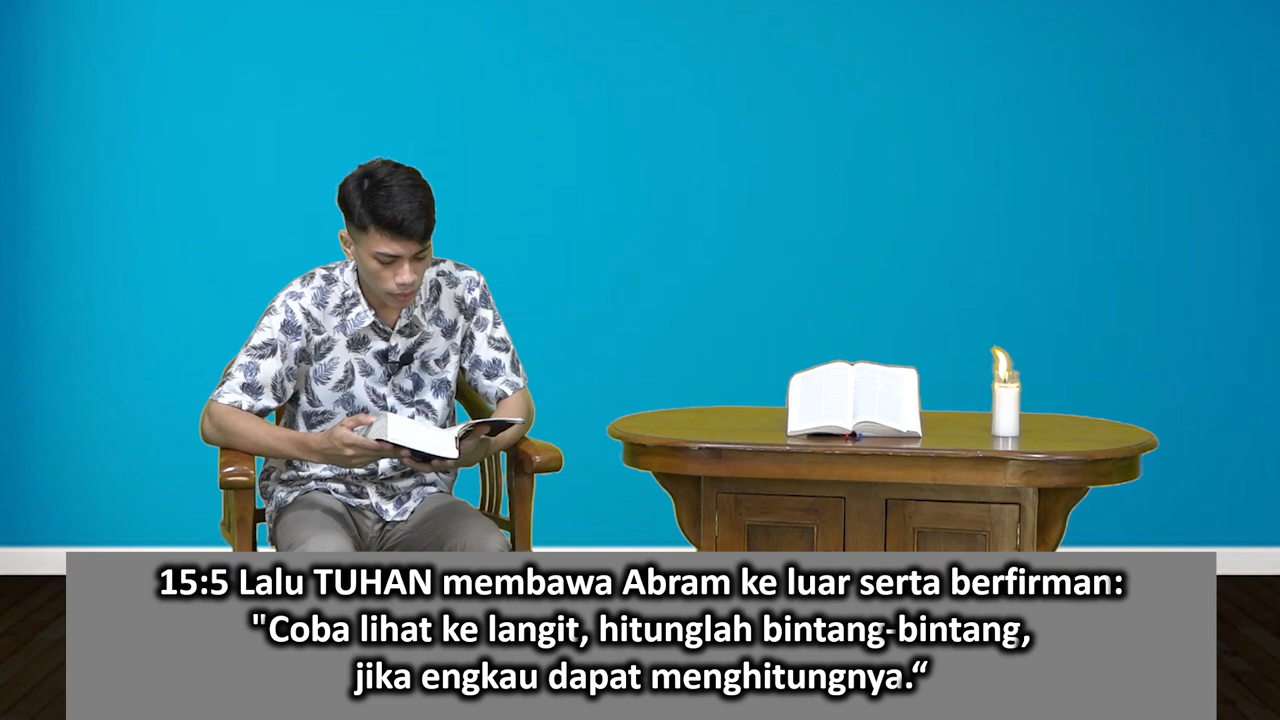 15:5 Lalu TUHAN membawa Abram ke luar serta berfirman:
"Coba lihat ke langit, hitunglah bintang-bintang,
jika engkau dapat menghitungnya.“